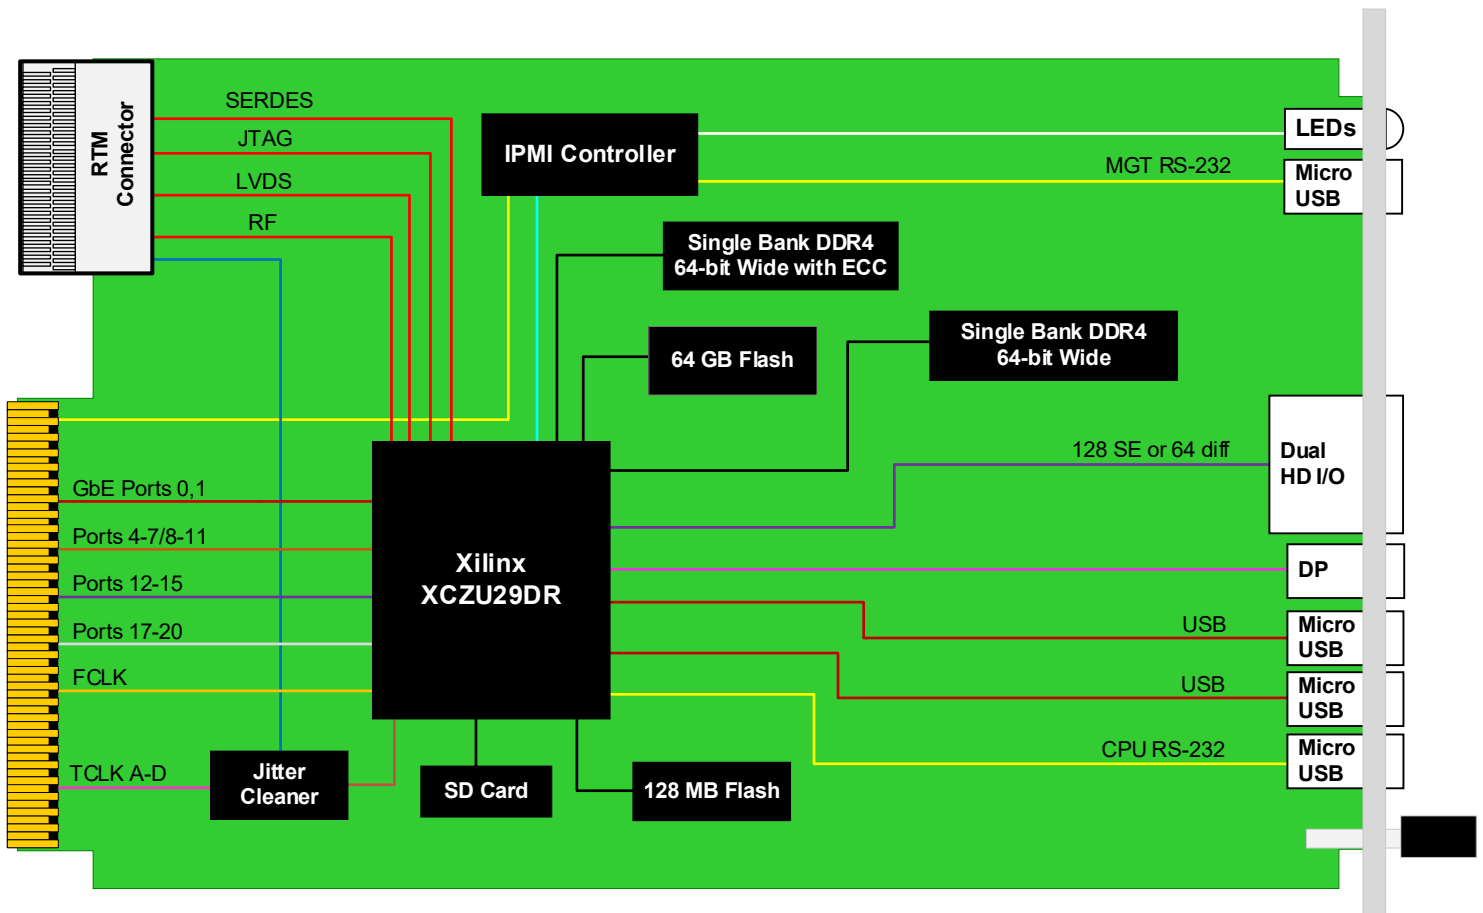 SERDES
JTAG
LVDS
RF
RTM
Connector
IPMI Controller
LEDs
MGT RS-232
Micro
USB
Single Bank DDR4
64-bit Wide with ECC
64 GB Flash
Single Bank DDR4
64-bit Wide
128 SE or 64 diff
Dual
HD I/O
GbE Ports 0,1
Ports 4-7/8-11
Ports 12-15
Ports 17-20
FCLK
TCLK A-D
Xilinx
XCZU29DR
DP
USB
Micro
USB
USB
Micro
USB
CPU RS-232
Micro
USB
Jitter
Cleaner
SD Card
128 MB Flash